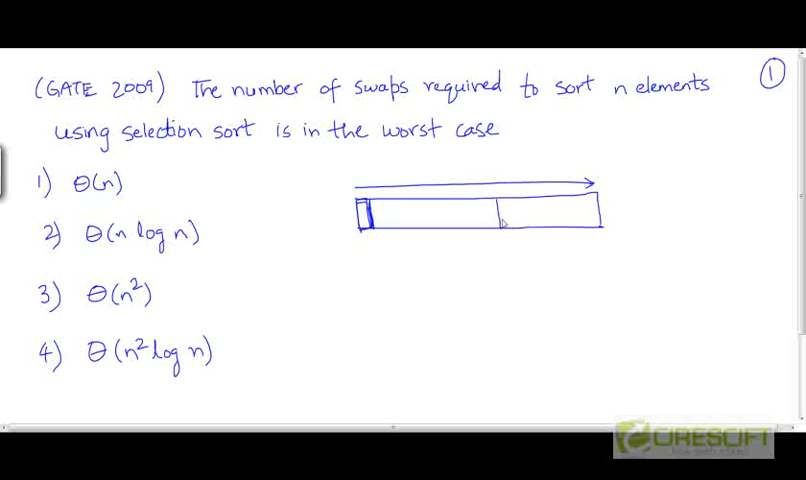 (GATE 2009) The number of swaps required to sort n elements
1
using selection sort is in the worst case
1) Θ(n)
2) Θ(n log n)
3) Θ(n²)
4) Θ(n² log n)
CIRESOFT